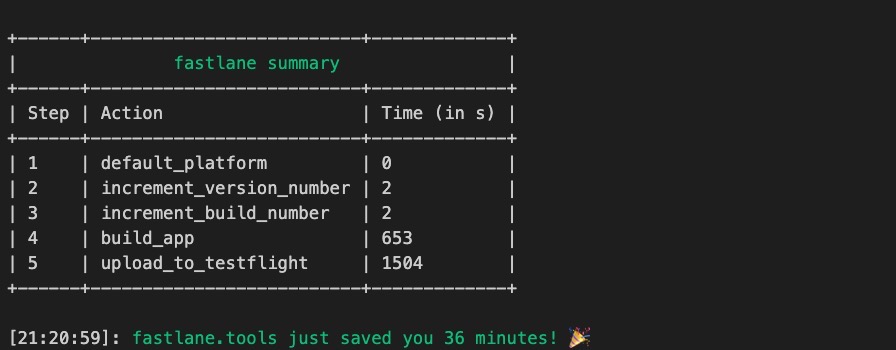 +------+--------------------------+-------------+
|                fastlane summary                |
+------+--------------------------+-------------+
| Step | Action                   | Time (in s) |
+------+--------------------------+-------------+
| 1    | default_platform         | 0           |
| 2    | increment_version_number | 2           |
| 3    | increment_build_number   | 2           |
| 4    | build_app                | 653         |
| 5    | upload_to_testflight     | 1504        |
+------+--------------------------+-------------+
[21:20:59]: fastlane.tools just saved you 36 minutes! 🎉